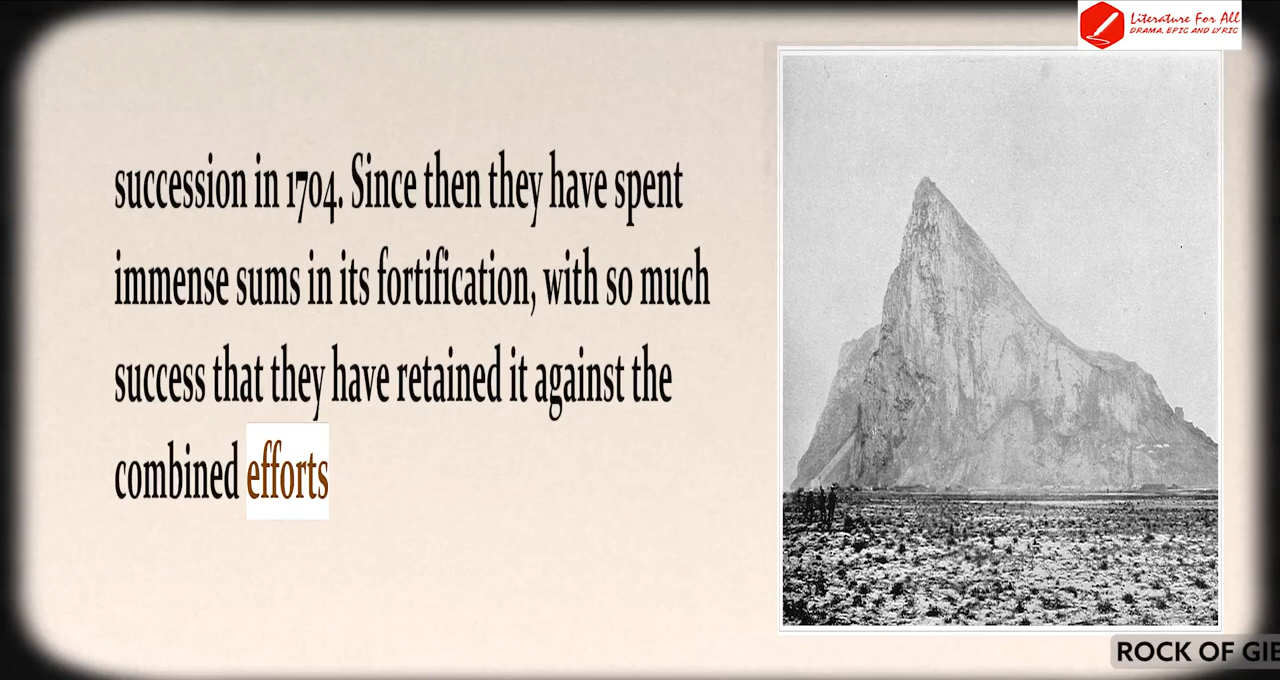 Literature For All
DRAMA, EPIC AND LYRIC
succession in 1704. Since then they have spent
immense sums in its fortification, with so much
success that they have retained it against the
combined efforts
ROCK OF GIB